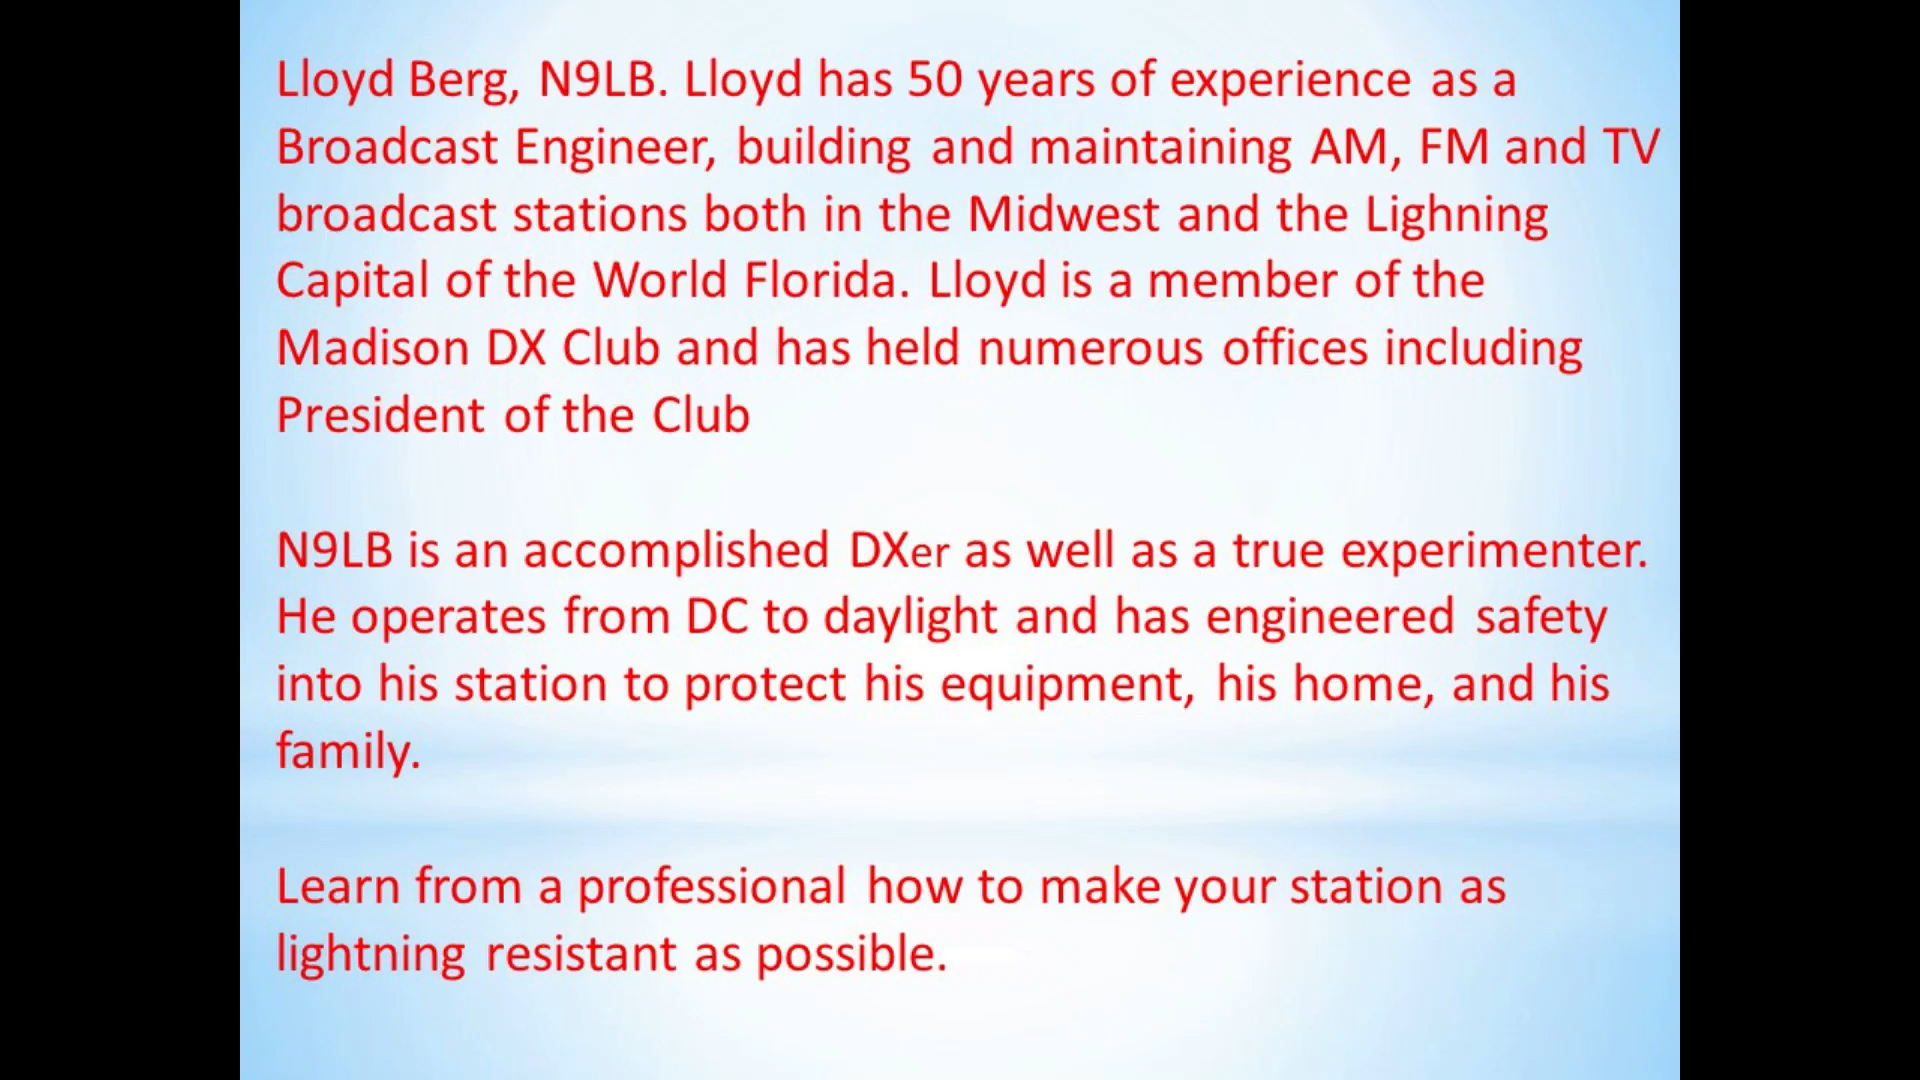 Lloyd Berg, N9LB. Lloyd has 50 years of experience as a
Broadcast Engineer, building and maintaining AM, FM and TV
broadcast stations both in the Midwest and the Lighning
Capital of the World Florida. Lloyd is a member of the
Madison DX Club and has held numerous offices including
President of the Club
N9LB is an accomplished DXer as well as a true experimenter.
He operates from DC to daylight and has engineered safety
into his station to protect his equipment, his home, and his
family.
Learn from a professional how to make your station as
lightning resistant as possible.